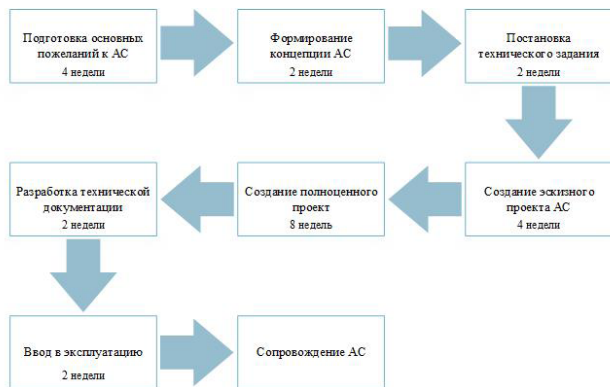 Подготовка основных
пожеланий к АС
4 недели
Формирование
концепции АС
2 недели
Постановка
технического задания
2 недели
Создание эскизного
проекта АС
4 недели
Создание полноценного
проект
8 недель
Разработка технической
документации
2 недели
Ввод в эксплуатацию
2 недели
Сопровождение АС